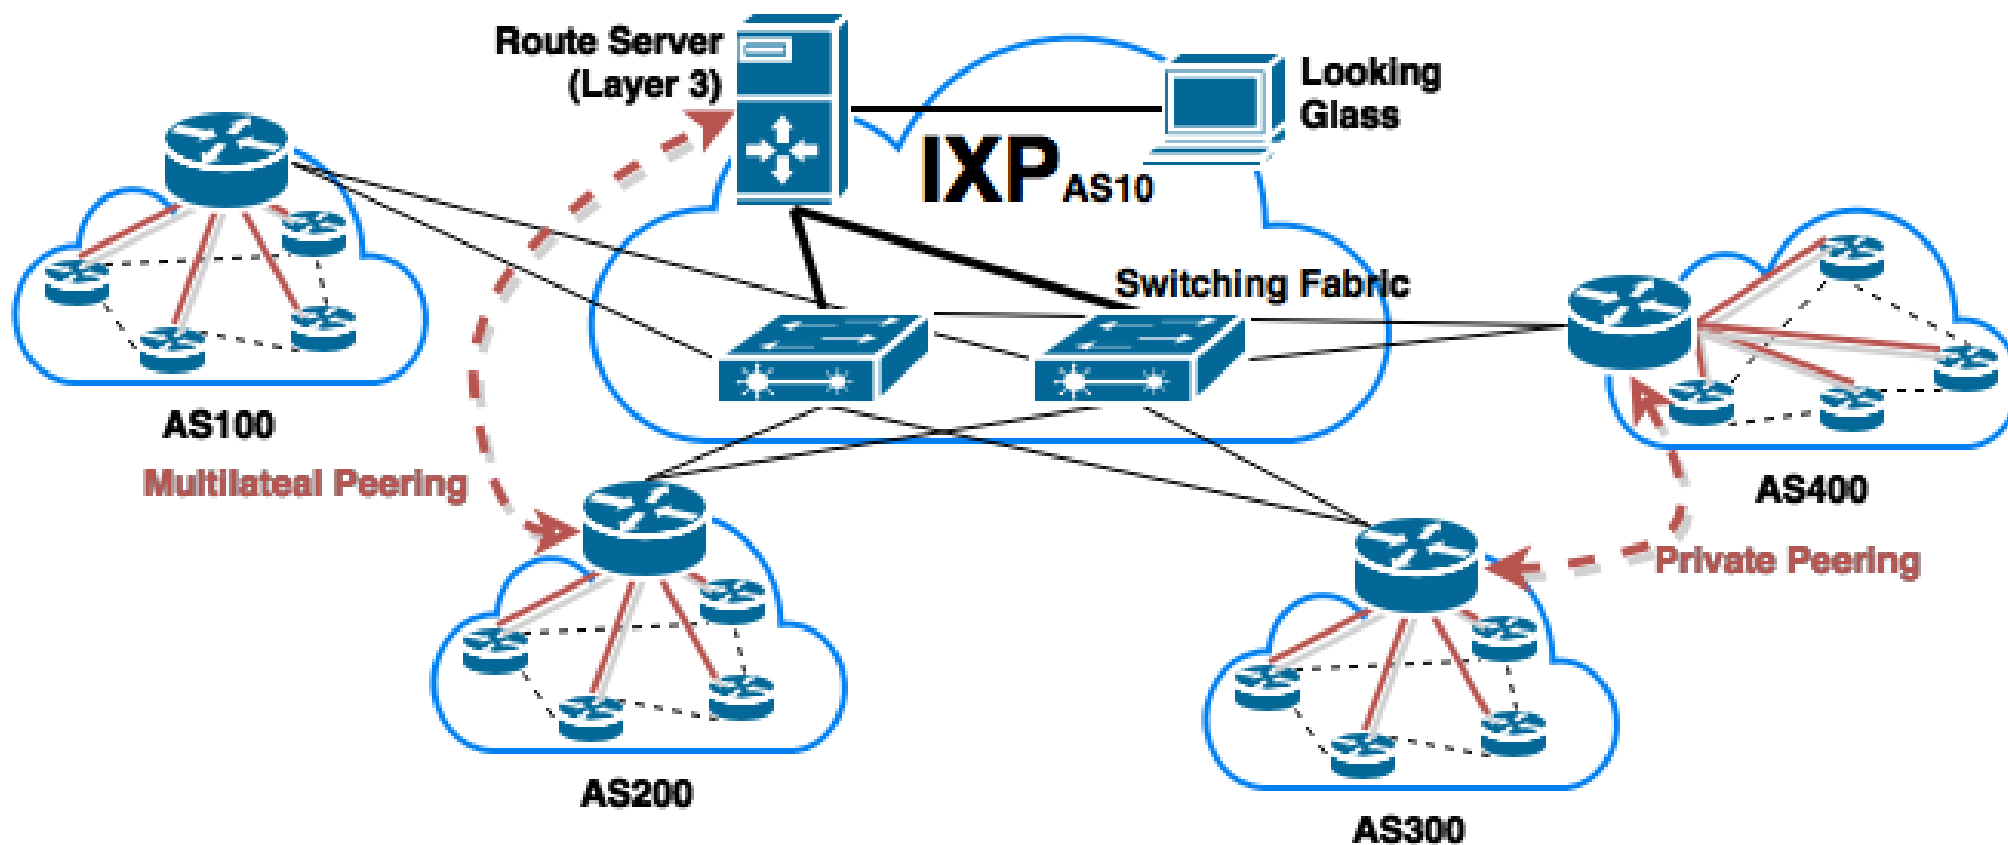 Route Server
(Layer 3)
Looking
Glass
IXP AS10
Switching Fabric
AS100
Multilateal Peering
AS400
Private Peering
AS200
AS300